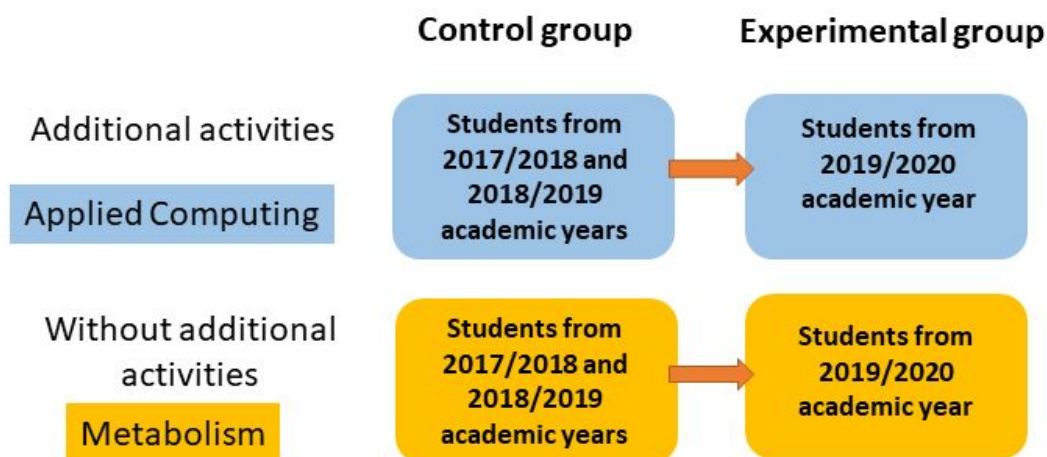 Control group
Experimental group
Additional activities
Applied Computing
Students from
2017/2018 and
2018/2019
academic years
Students from
2019/2020
academic year
Without additional
activities
Metabolism
Students from
2017/2018 and
2018/2019
academic years
Students from
2019/2020
academic year